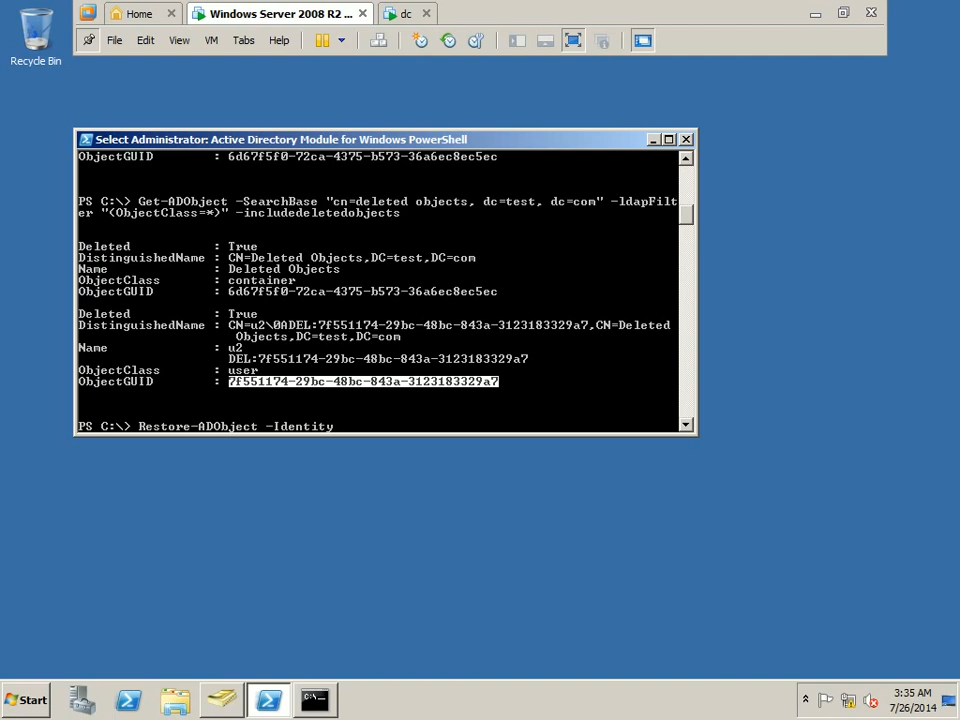 Home
Windows Server 2008 R2 ...
dc
File Edit View VM Tabs Help
Recycle Bin
Select Administrator: Active Directory Module for Windows PowerShell
ObjectGUID : 6d67f5f0-72ca-4375-b573-36a6ec8ec5ec
PS C:\> Get-ADObject -SearchBase "cn=deleted objects, dc=test, dc=com" -ldapFilt
er "(ObjectClass=*)" -includedeletedobjects
Deleted : True
DistinguishedName : CN=Deleted Objects,DC=test,DC=com
Name : Deleted Objects
ObjectClass : container
ObjectGUID : 6d67f5f0-72ca-4375-b573-36a6ec8ec5ec
Deleted : True
DistinguishedName : CN=u2\0ADEL:7f551174-29bc-48bc-843a-3123183329a7,CN=Deleted
Objects,DC=test,DC=com
Name : u2
DEL:7f551174-29bc-48bc-843a-3123183329a7
ObjectClass : user
ObjectGUID : 7f551174-29bc-48bc-843a-3123183329a7
PS C:\> Restore-ADObject -Identity
Start
C:\.
3:35 AM
7/26/2014